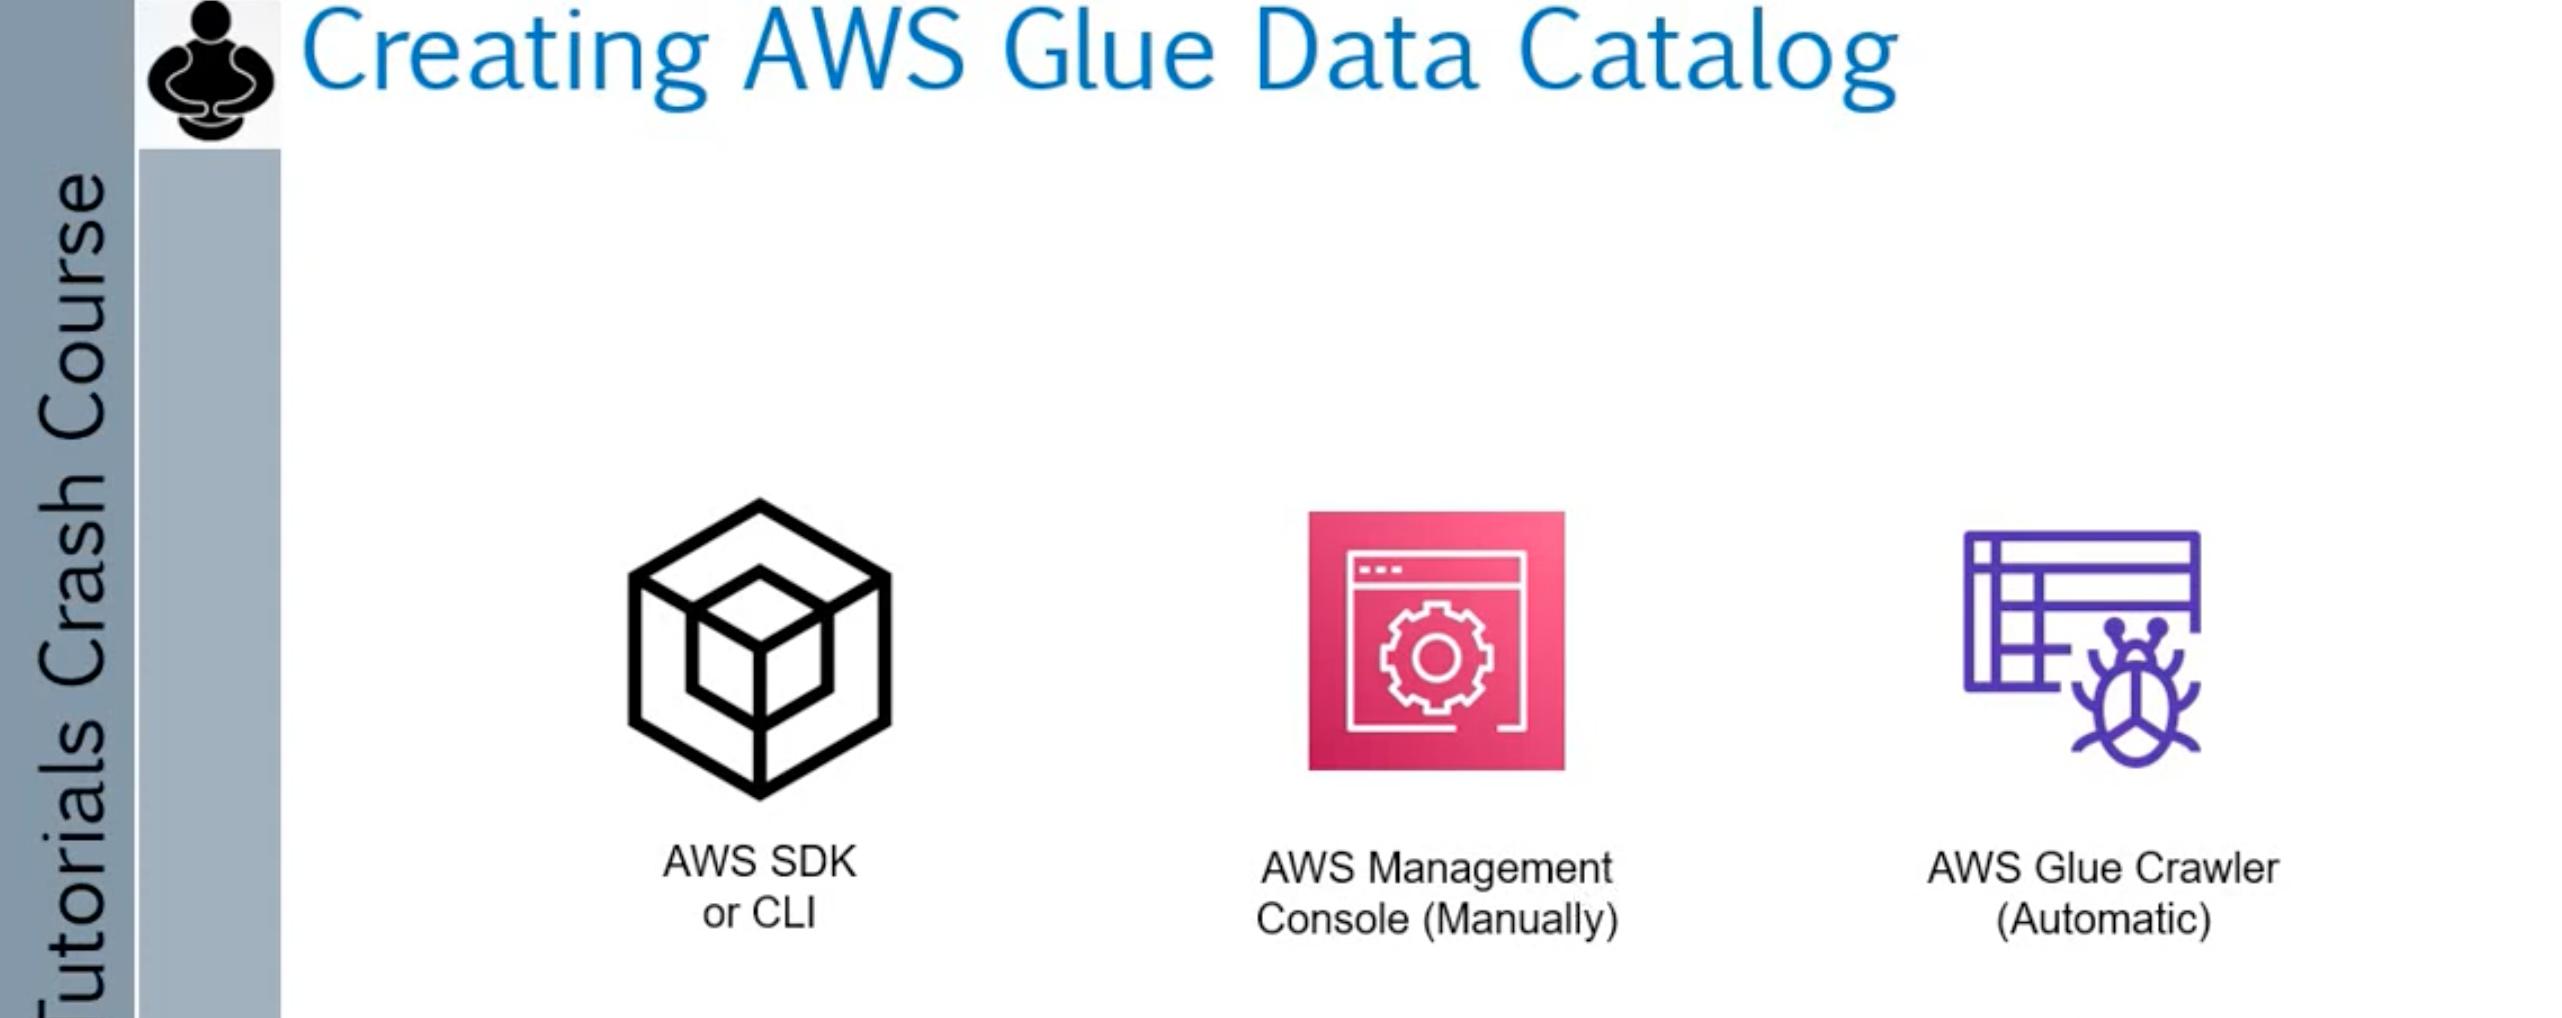 Creating AWS Glue Data Catalog
Tutorials Crash Course
AWS SDK
or CLI
AWS Management
Console (Manually)
AWS Glue Crawler
(Automatic)